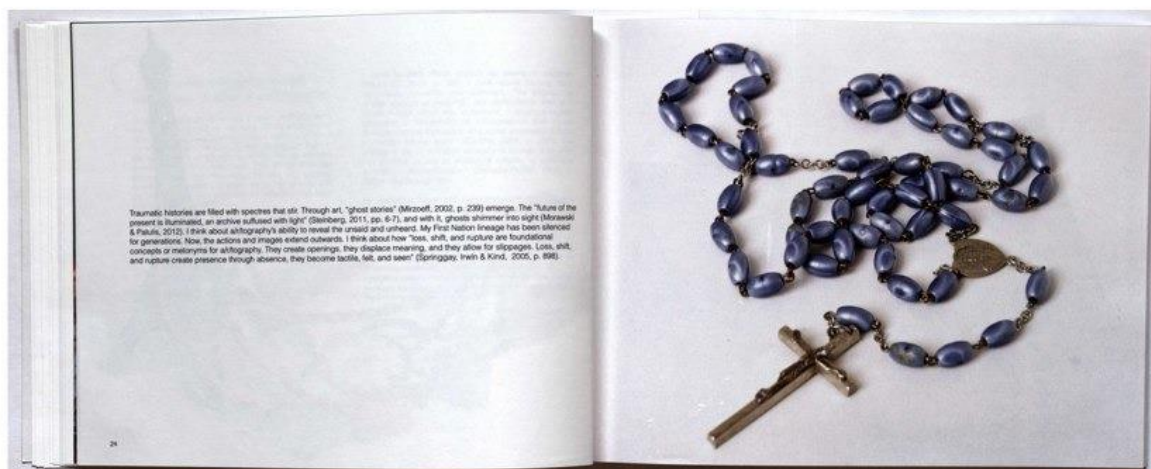 Traumatic histories are filled with spectres that stir. Through art, "ghost stories" (Mirzoeff, 2002, p. 239) emerge. The "future of the
present is illuminated, an archive suffused with light" (Steinberg, 2011, pp. 6-7), and with it, ghosts shimmer into sight (Morawski
& Palulis, 2012). I think about a/r/tography's ability to reveal the unsaid and unheard. My First Nation lineage has been silenced
for generations. Now, the actions and images extend outwards. I think about how "loss, shift, and rupture are foundational
concepts or metonyms for a/r/tography. They create openings, they displace meaning, and they allow for slippages. Loss, shift,
and rupture create presence through absence, they become tactile, felt, and seen" (Springgay, Irwin & Kind, 2005, p. 898).
24